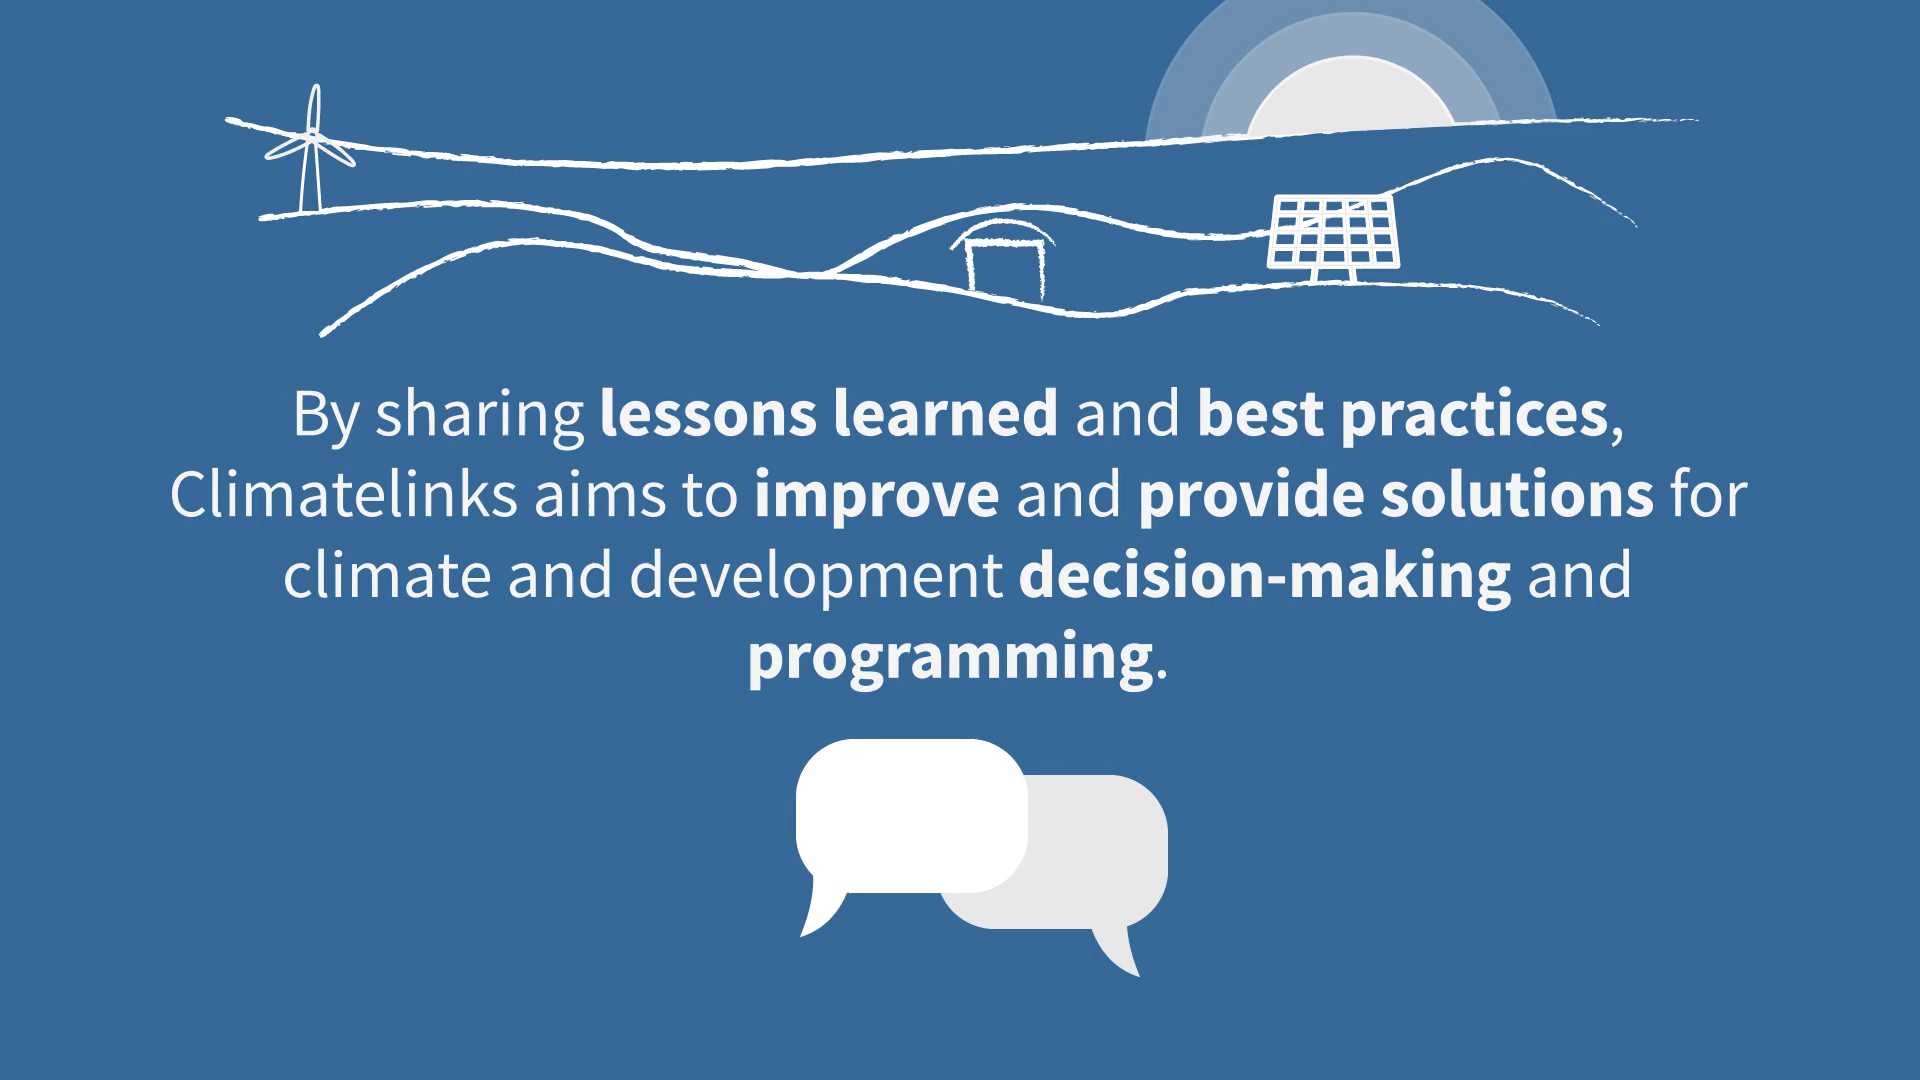 By sharing lessons learned and best practices,
Climatelinks aims to improve and provide solutions for
climate and development decision-making and
programming.